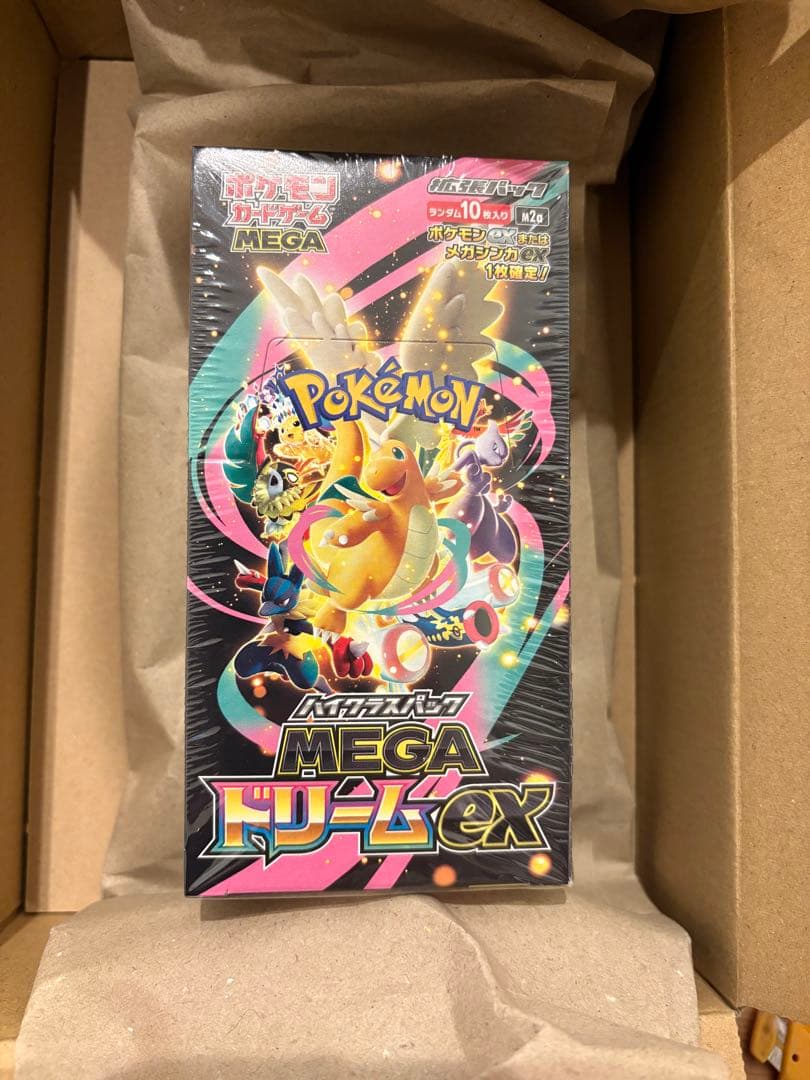 ポケモン
カードゲーム
MEGA
拡張パック
ランダム10枚入り M2a
ポケモンexまたは
メガシンカex
1枚確定!
POKÉMON
ハイクラスパック
MEGA
ドリームex